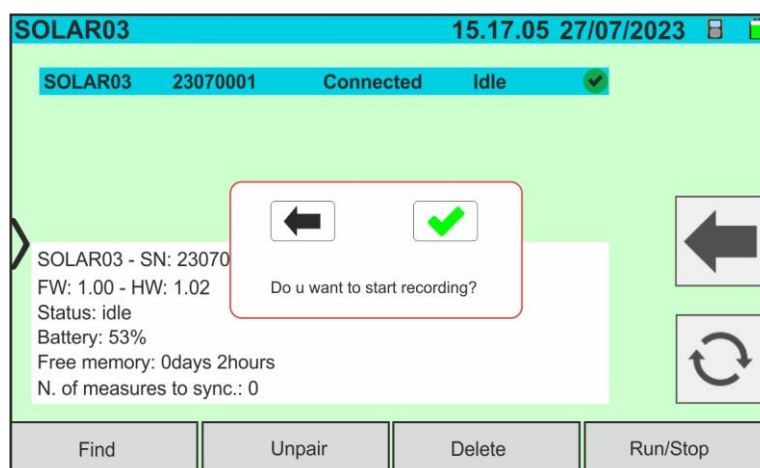 SOLAR03 15.17.05 27/07/2023
SOLAR03 23070001 Connected Idle
Do u want to start recording?
SOLAR03 - SN: 23070
FW: 1.00 - HW: 1.02
Status: idle
Battery: 53%
Free memory: 0days 2hours
N. of measures to sync.: 0
Find Unpair Delete Run/Stop